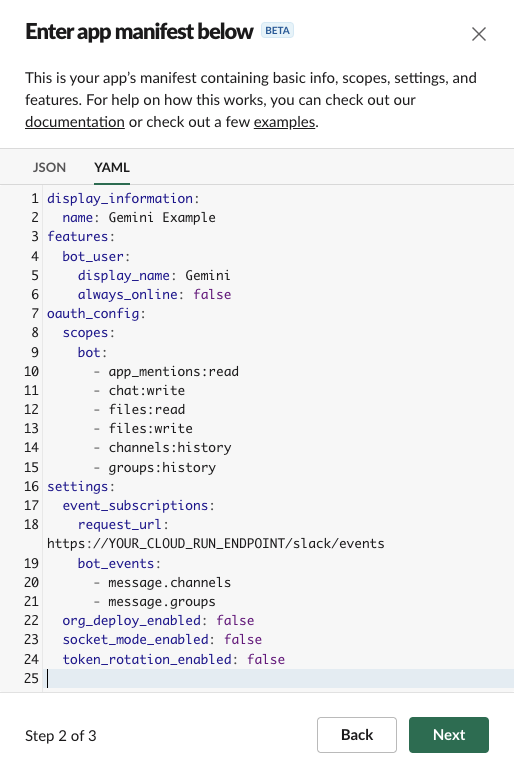 Enter app manifest below BETA
This is your app's manifest containing basic info, scopes, settings, and
features. For help on how this works, you can check out our
documentation or check out a few examples.
JSON YAML
1 display_information:
2   name: Gemini Example
3 features:
4   bot_user:
5     display_name: Gemini
6     always_online: false
7 oauth_config:
8   scopes:
9     bot:
10       - app_mentions:read
11       - chat:write
12       - files:read
13       - files:write
14       - channels:history
15       - groups:history
16 settings:
17   event_subscriptions:
18     request_url:
https://YOUR_CLOUD_RUN_ENDPOINT/slack/events
19     bot_events:
20       - message.channels
21       - message.groups
22   org_deploy_enabled: false
23   socket_mode_enabled: false
24   token_rotation_enabled: false
25
Step 2 of 3 Back Next